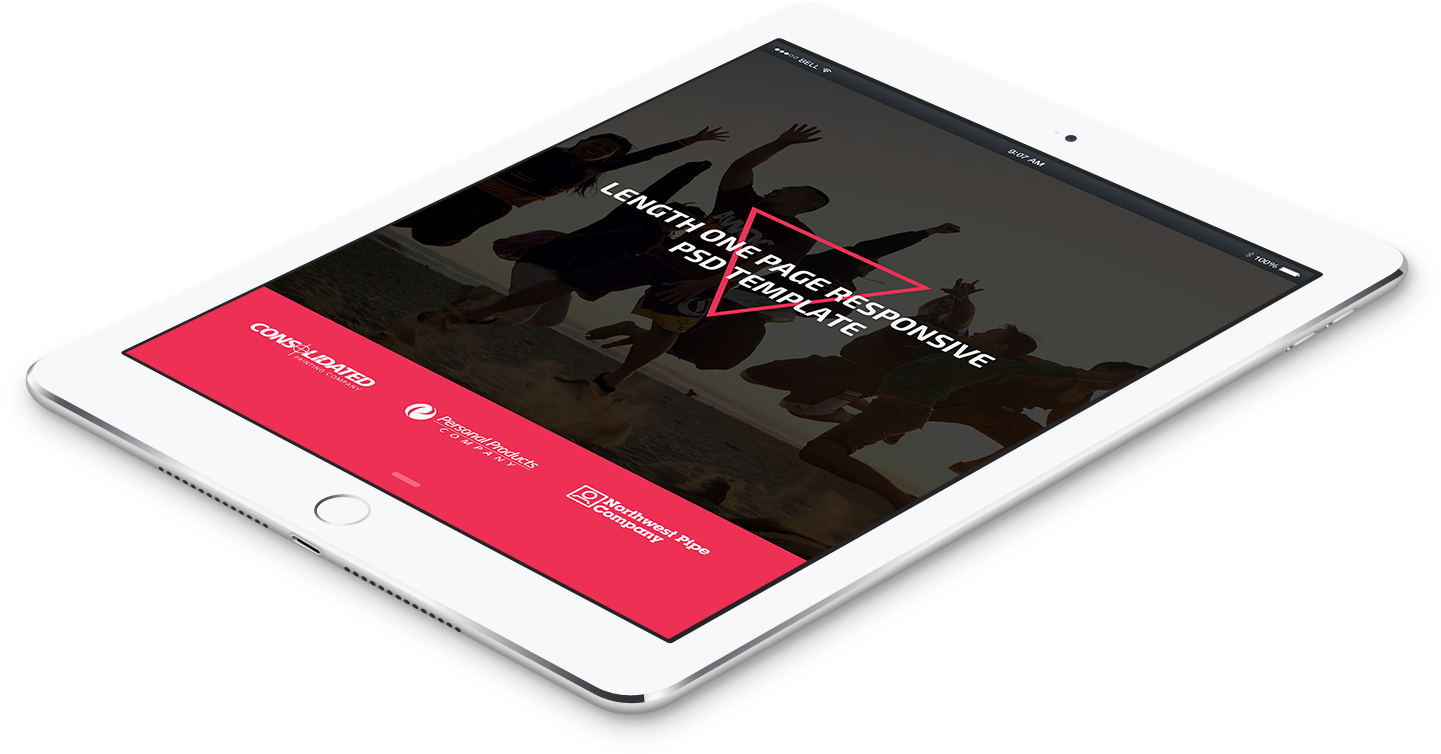 BELL
9:07 AM
100%
LENGTH ONE PAGE RESPONSIVE
PSD TEMPLATE
CONSOLIDATED
PRINTING COMPANY
Personal Products
COMPANY
Northwest Pipe
Company